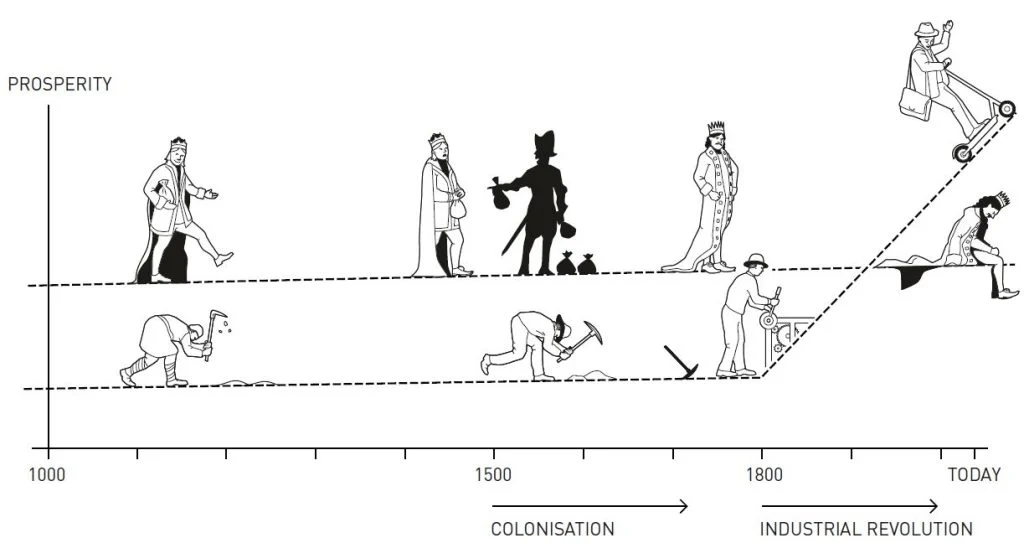 PROSPERITY
1000
1500
1800
TODAY
COLONISATION
INDUSTRIAL REVOLUTION